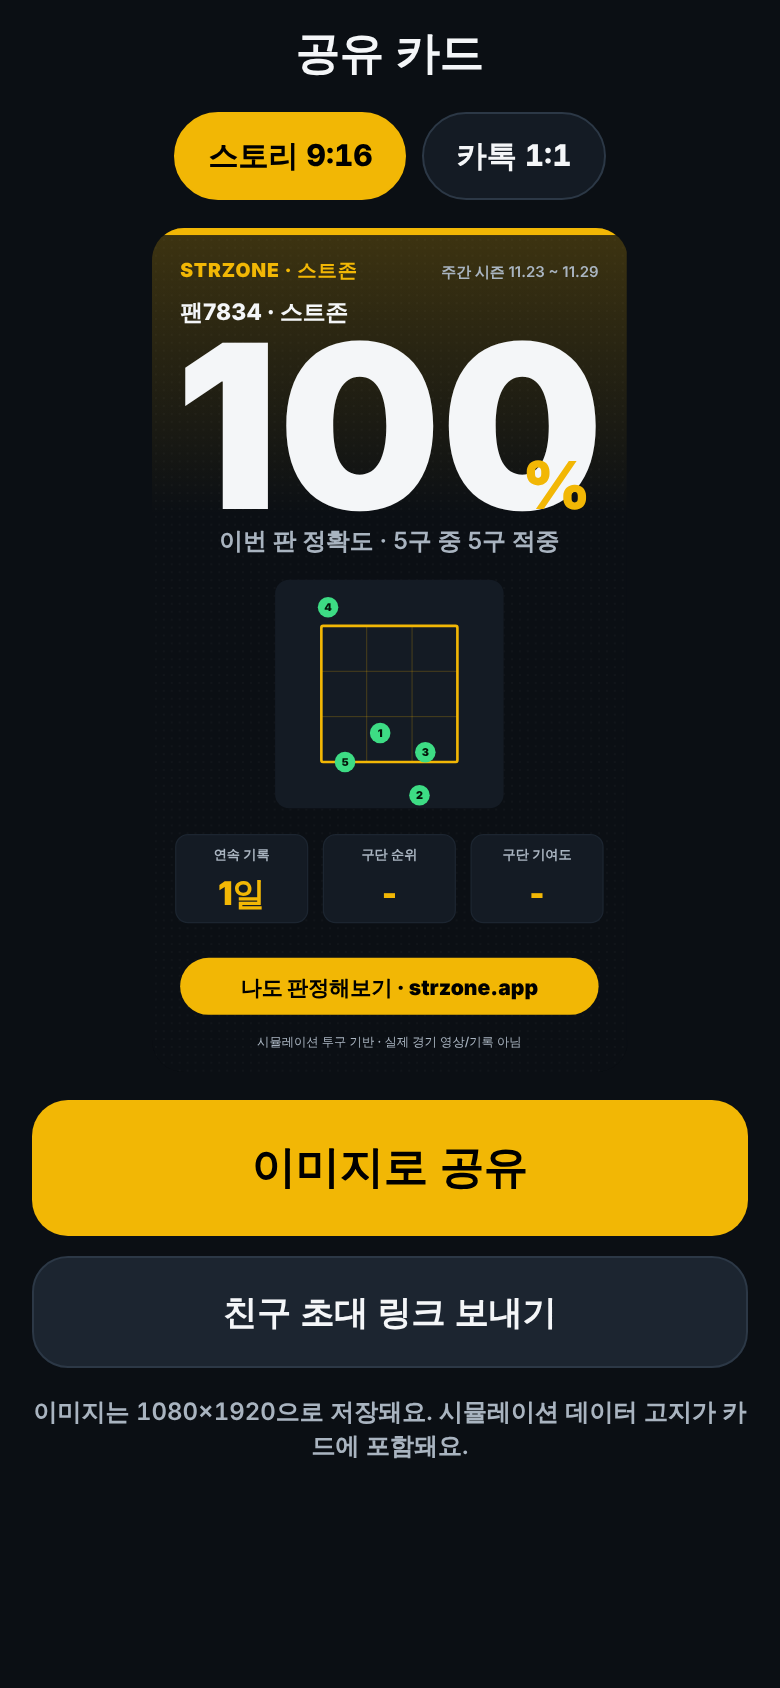 공유 카드
스토리 9:16
카톡 1:1
STRZONE · 스트존
주간 시즌 11.23 ~ 11.29
팬7834 · 스트존
100%
이번 판 정확도 · 5구 중 5구 적중
4
1
3
5
2
연속 기록
구단 순위
구단 기여도
1일
-
-
나도 판정해보기 · strzone.app
시뮬레이션 투구 기반 · 실제 경기 영상/기록 아님
이미지로 공유
친구 초대 링크 보내기
이미지는 1080×1920으로 저장돼요. 시뮬레이션 데이터 고지가 카
드에 포함돼요.